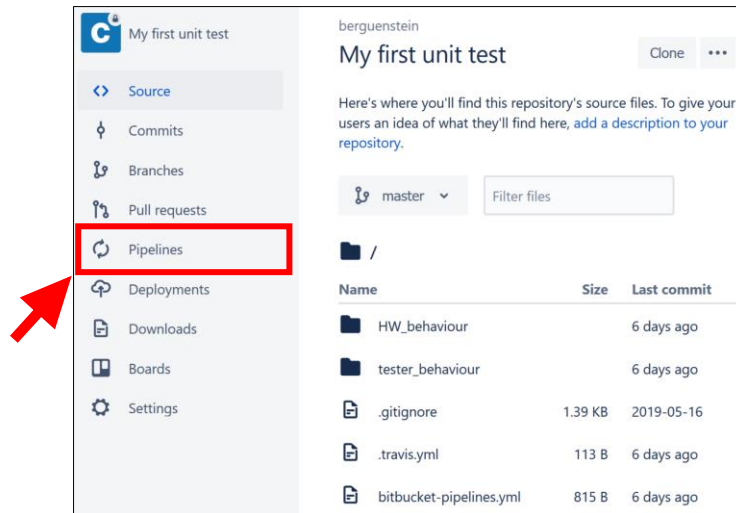 C
My first unit test
Source
Commits
Branches
Pull requests
Pipelines
Deployments
Downloads
Boards
Settings
berguenstein
My first unit test
Clone •••
Here's where you'll find this repository's source files. To give your
users an idea of what they'll find here, add a description to your
repository.
master Filter files
/
Name Size Last commit
HW_behaviour 6 days ago
tester_behaviour 6 days ago
.gitignore 1.39 KB 2019-05-16
.travis.yml 113 B 6 days ago
bitbucket-pipelines.yml 815 B 6 days ago